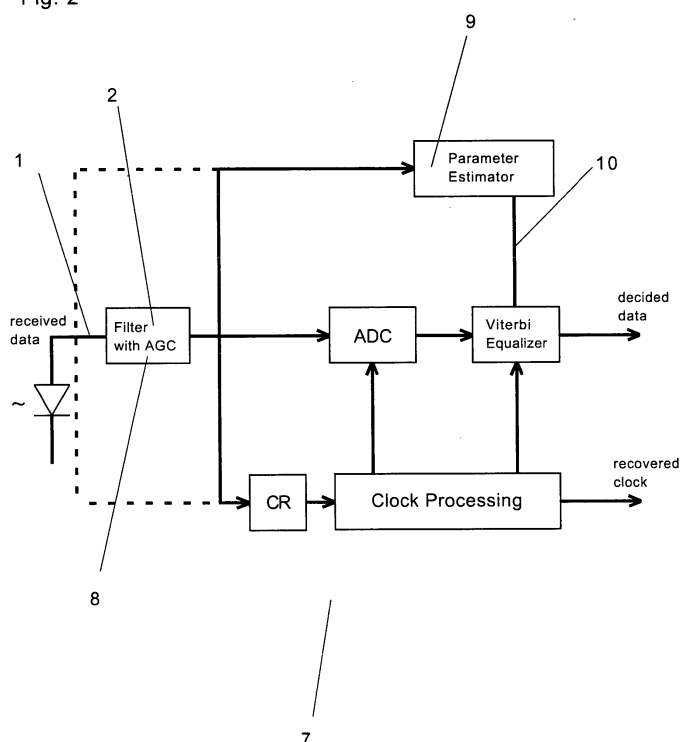 Fig. 2
9
2
1
Parameter
Estimator
10
received
data
Filter
with AGC
ADC
Viterbi
Equalizer
decided
data
~
recovered
clock
CR
Clock Processing
8
7